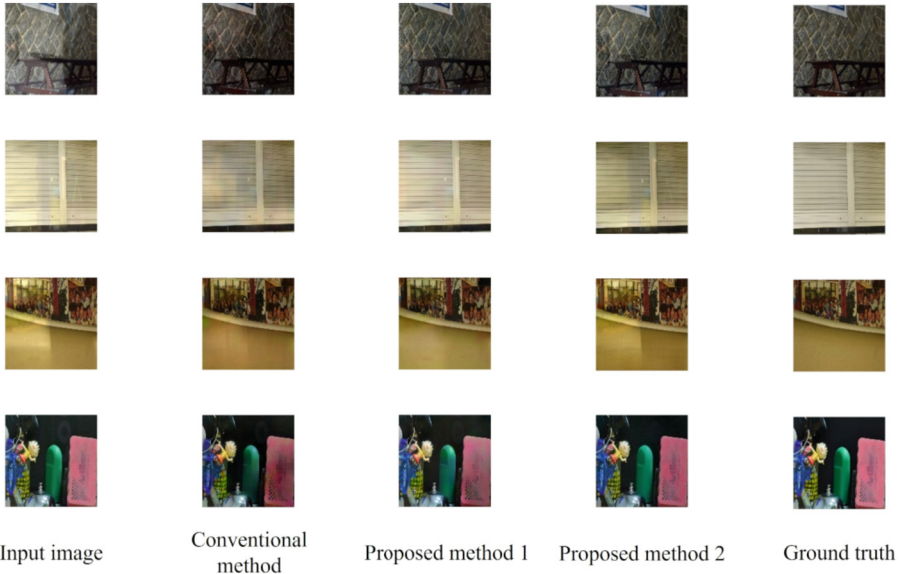 Input image
Conventional
method
Proposed method 1
Proposed method 2
Ground truth